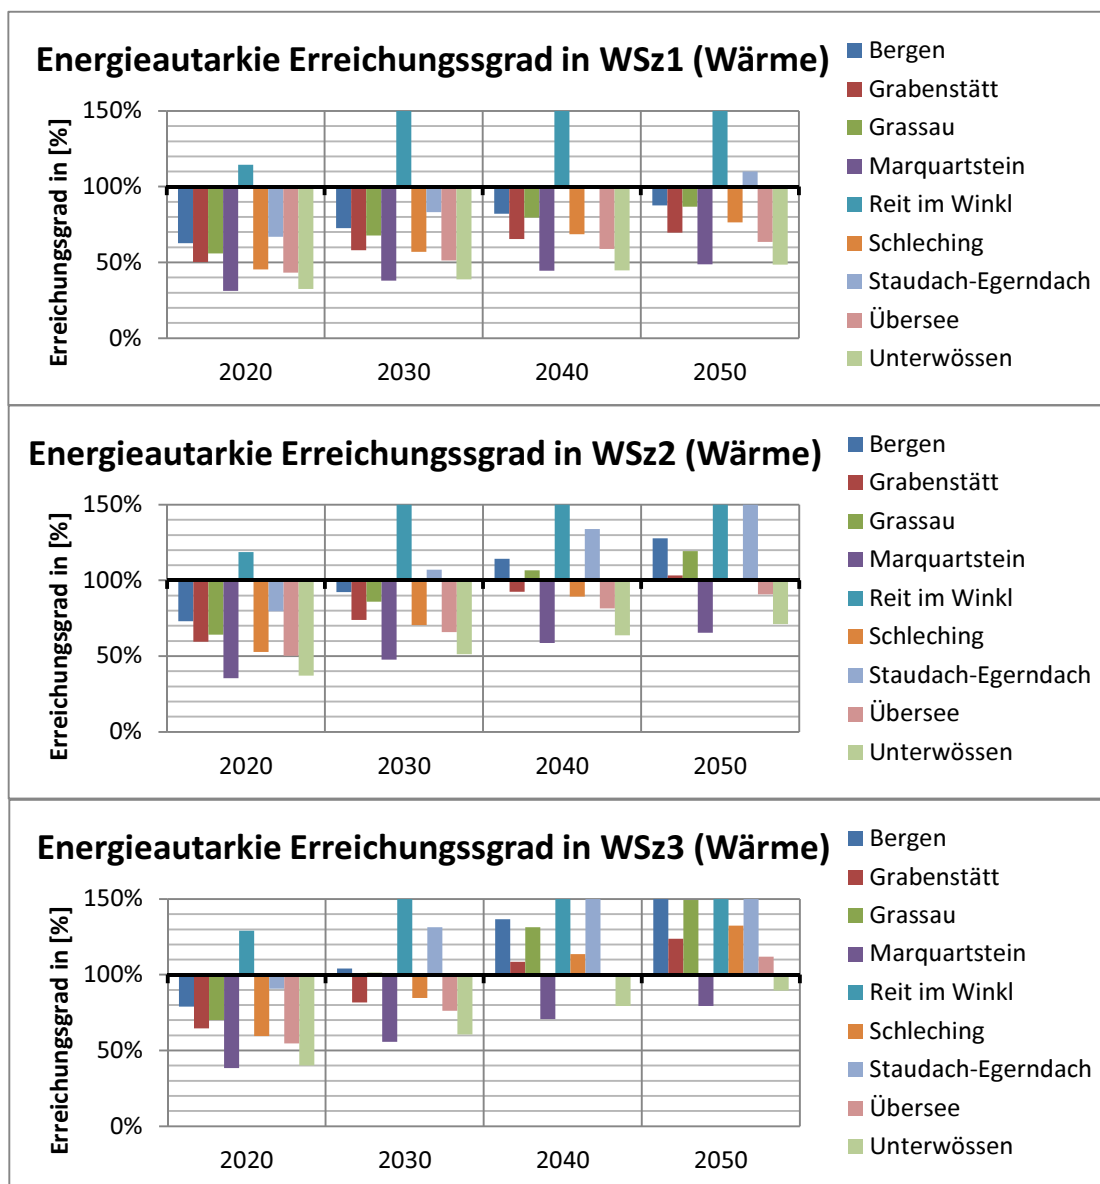 Energieautarkie Erreichungssgrad in WSz1 (Wärme)
Erreichungsgrad in [%]
150%
100%
50%
0%
2020 2030 2040 2050
Bergen
Grabenstätt
Grassau
Marquartstein
Reit im Winkl
Schleching
Staudach-Egerndach
Übersee
Unterwössen
Energieautarkie Erreichungssgrad in WSz2 (Wärme)
Erreichungsgrad in [%]
150%
100%
50%
0%
2020 2030 2040 2050
Bergen
Grabenstätt
Grassau
Marquartstein
Reit im Winkl
Schleching
Staudach-Egerndach
Übersee
Unterwössen
Energieautarkie Erreichungssgrad in WSz3 (Wärme)
Erreichungsgrad in [%]
150%
100%
50%
0%
2020 2030 2040 2050
Bergen
Grabenstätt
Grassau
Marquartstein
Reit im Winkl
Schleching
Staudach-Egerndach
Übersee
Unterwössen